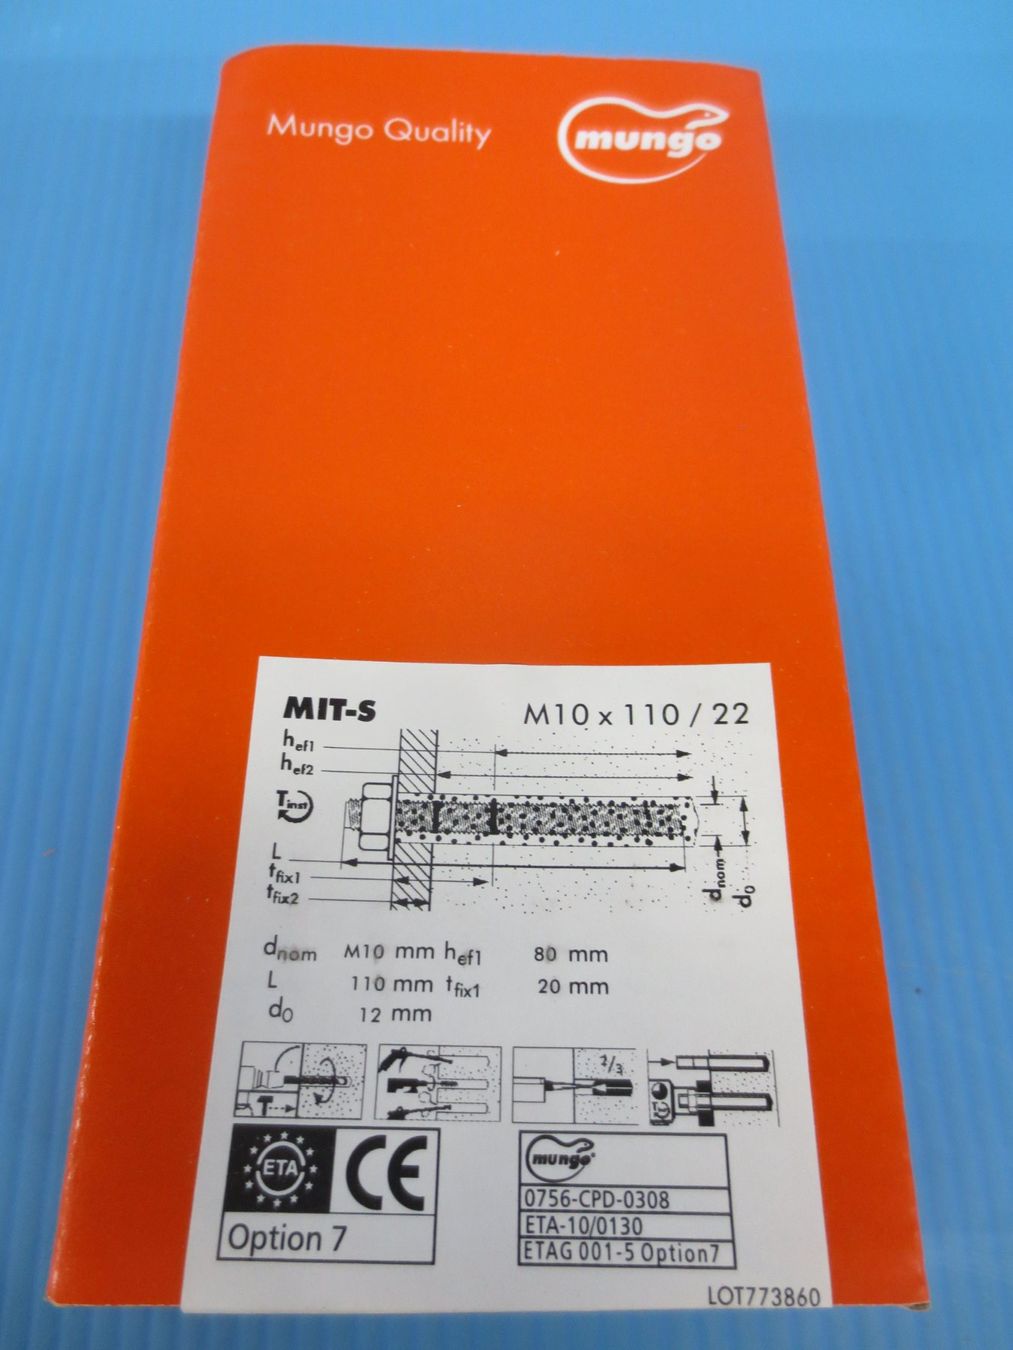 Mungo Quality
mungo
MIT-S M10 x 110 / 22
hef1
hef2
Tinst
L
tfix1
tfix2
dnom
d0
dnom M10 mm hef1 80 mm
L 110 mm tfix1 20 mm
d0 12 mm
T
2/3
ETA CE
Option 7
mungo®
0756-CPD-0308
ETA-10/0130
ETAG 001-5 Option7
LOT773860